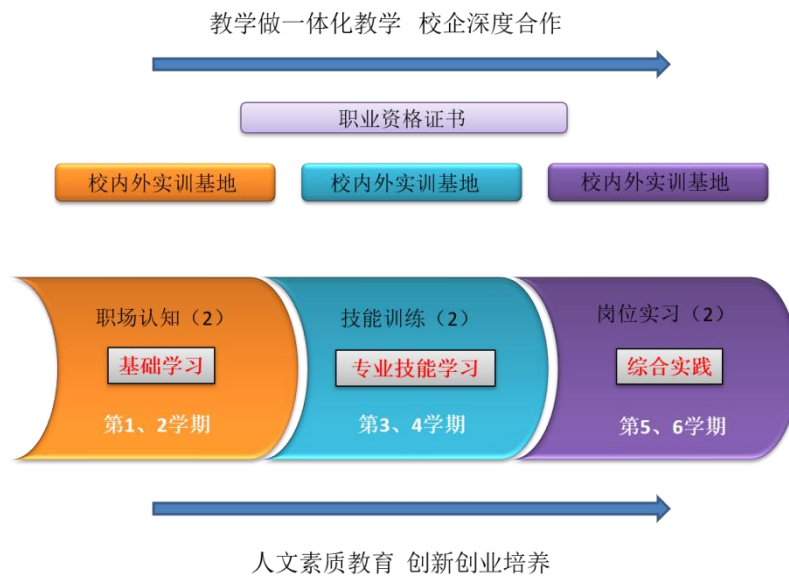 教学做一体化教学 校企深度合作
职业资格证书
校内外实训基地
校内外实训基地
校内外实训基地
职场认知（2）
基础学习
第1、2学期
技能训练（2）
专业技能学习
第3、4学期
岗位实习（2）
综合实践
第5、6学期
人文素质教育 创新创业培养